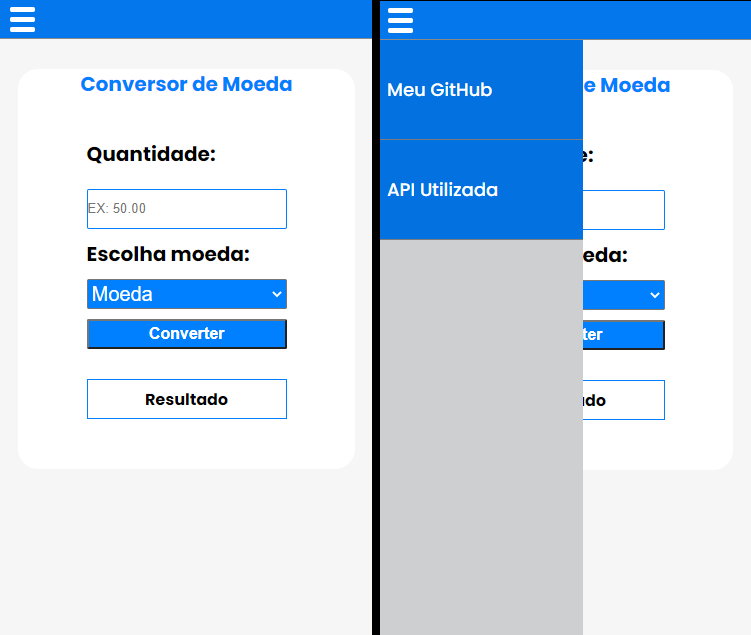 Conversor de Moeda
Quantidade:
EX: 50.00
Escolha moeda:
Moeda
Converter
Resultado
Meu GitHub
API Utilizada
e Moeda
e:
eda:
ter
do